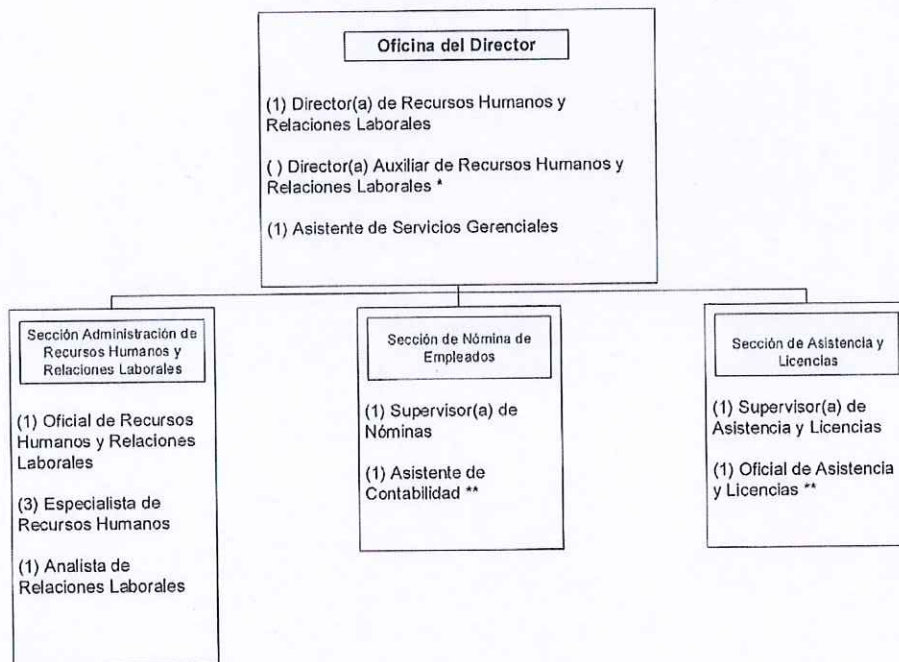 Oficina del Director
(1) Director(a) de Recursos Humanos y
Relaciones Laborales
( ) Director(a) Auxiliar de Recursos Humanos y
Relaciones Laborales *
(1) Asistente de Servicios Gerenciales
Sección Administración de
Recursos Humanos y
Relaciones Laborales
(1) Oficial de Recursos
Humanos y Relaciones
Laborales
(3) Especialista de
Recursos Humanos
(1) Analista de
Relaciones Laborales
Sección de Nómina de
Empleados
(1) Supervisor(a) de
Nóminas
(1) Asistente de
Contabilidad **
Sección de Asistencia y
Licencias
(1) Supervisor(a) de
Asistencia y Licencias
(1) Oficial de Asistencia
y Licencias **